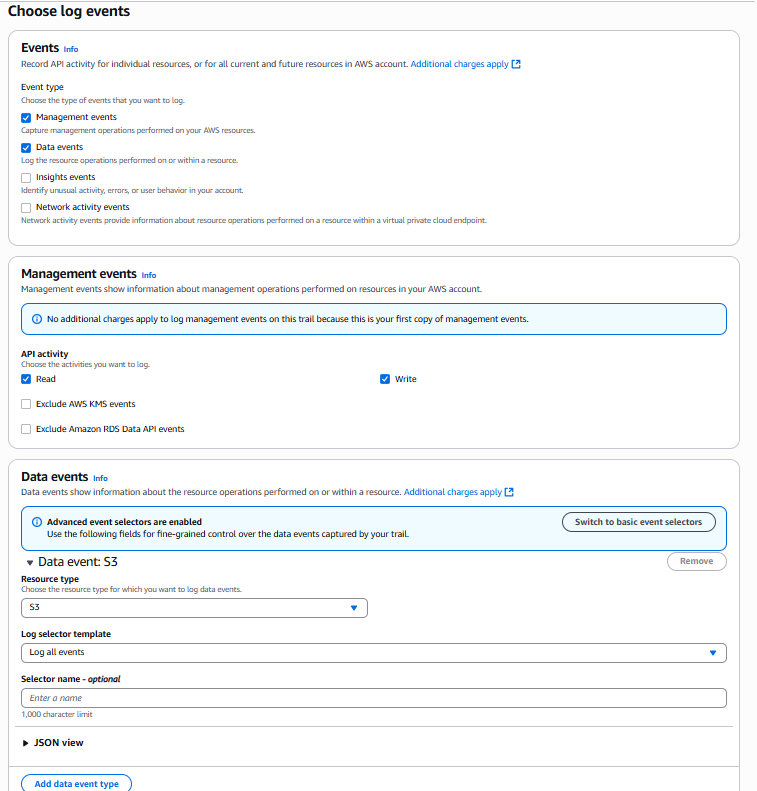 Choose log events
Events Info
Record API activity for individual resources, or for all current and future resources in AWS account. Additional charges apply
Event type
Choose the type of events that you want to log.
Management events
Capture management operations performed on your AWS resources.
Data events
Log the resource operations performed on or within a resource.
Insights events
Identify unusual activity, errors, or user behavior in your account.
Network activity events
Network activity events provide information about resource operations performed on a resource within a virtual private cloud endpoint.
Management events Info
Management events show information about management operations performed on resources in your AWS account.
No additional charges apply to log management events on this trail because this is your first copy of management events.
API activity
Choose the activities you want to log.
Read Write
Exclude AWS KMS events
Exclude Amazon RDS Data API events
Data events Info
Data events show information about the resource operations performed on or within a resource. Additional charges apply
Advanced event selectors are enabled Switch to basic event selectors
Use the following fields for fine-grained control over the data events captured by your trail.
Data event: S3 Remove
Resource type
Choose the resource type for which you want to log data events.
S3
Log selector template
Log all events
Selector name - optional
Enter a name
1,000 character limit
JSON view
Add data event type